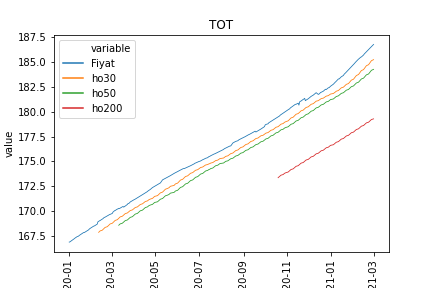 TOT
187.5
185.0
182.5
180.0
177.5
175.0
172.5
170.0
167.5
value
variable
Fiyat
ho30
ho50
ho200
20-01
20-03
20-05
20-07
20-09
20-11
21-01
21-03